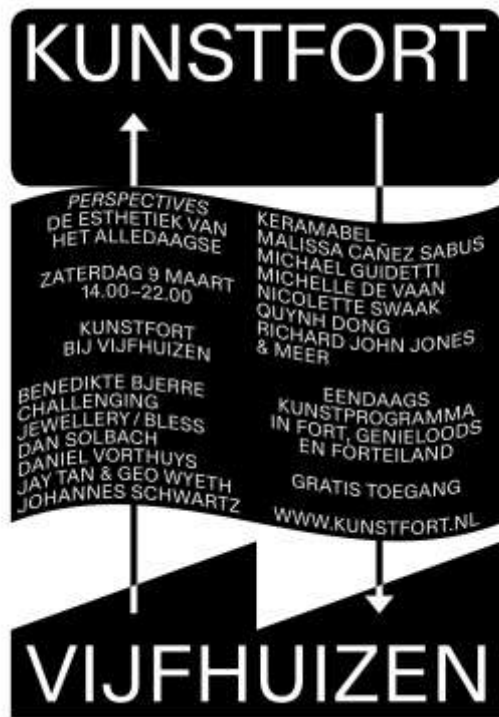 KUNSTFORT
PERSPECTIVES
DE ESTHETIEK VAN
HET ALLEDAAGSE
ZATERDAG 9 MAART
14.00–22.00
KUNSTFORT
BIJ VIJFHUIZEN
BENEDIKTE BJERRE
CHALLENGING
JEWELLERY / BLESS
DAN SOLBACH
DANIEL VORTHUYS
JAY TAN & GEO WYETH
JOHANNES SCHWARTZ
KERAMABEL
MALISSA CAÑEZ SABUS
MICHAEL GUIDETTI
MICHELLE DE VAAN
NICOLETTE SWAAK
QUYNH DONG
RICHARD JOHN JONES
& MEER
EENDAAGS
KUNSTPROGRAMMA
IN FORT, GENIELOODS
EN FORTEILAND
GRATIS TOEGANG
WWW.KUNSTFORT.NL
VIJFHUIZEN